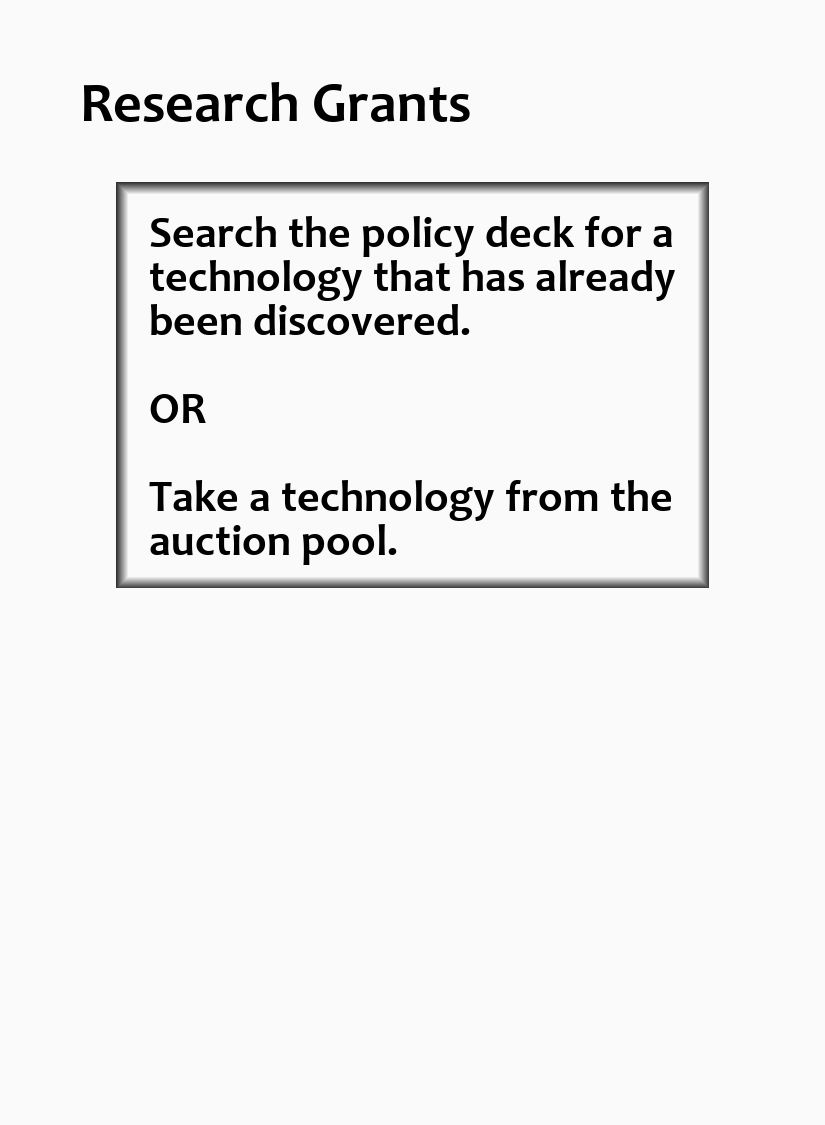 Research Grants
Search the policy deck for a
technology that has already
been discovered.
OR
Take a technology from the
auction pool.